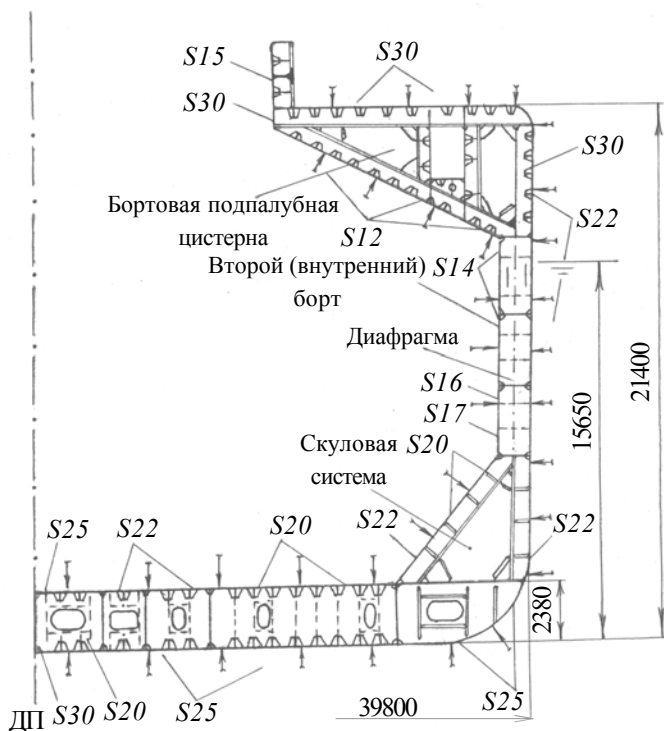 S15
S30
S30
S30
S22
Бортовая подпалубная
цистерна
S12
Второй (внутренний)
S14
борт
Диафрагма
S16
S17
21400
15650
Скуловая
S20
система
S25
S22
S20
S22
S22
2380
S30
S20
S25
S25
ДП
39800